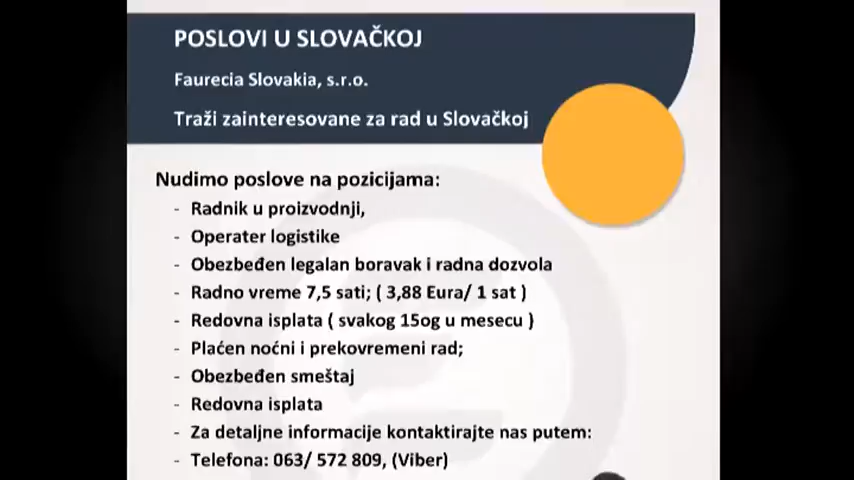 POSLOVI U SLOVAČKOJ
Faurecia Slovakia, s.r.o.
Traži zainteresovane za rad u Slovačkoj
Nudimo poslove na pozicijama:
- Radnik u proizvodnji,
- Operater logistike
- Obezbeđen legalan boravak i radna dozvola
- Radno vreme 7,5 sati; ( 3,88 Eura/ 1 sat )
- Redovna isplata ( svakog 15og u mesecu )
- Plaćen noćni i prekovremeni rad;
- Obezbeđen smeštaj
- Redovna isplata
- Za detaljne informacije kontaktirajte nas putem:
- Telefona: 063/ 572 809, (Viber)